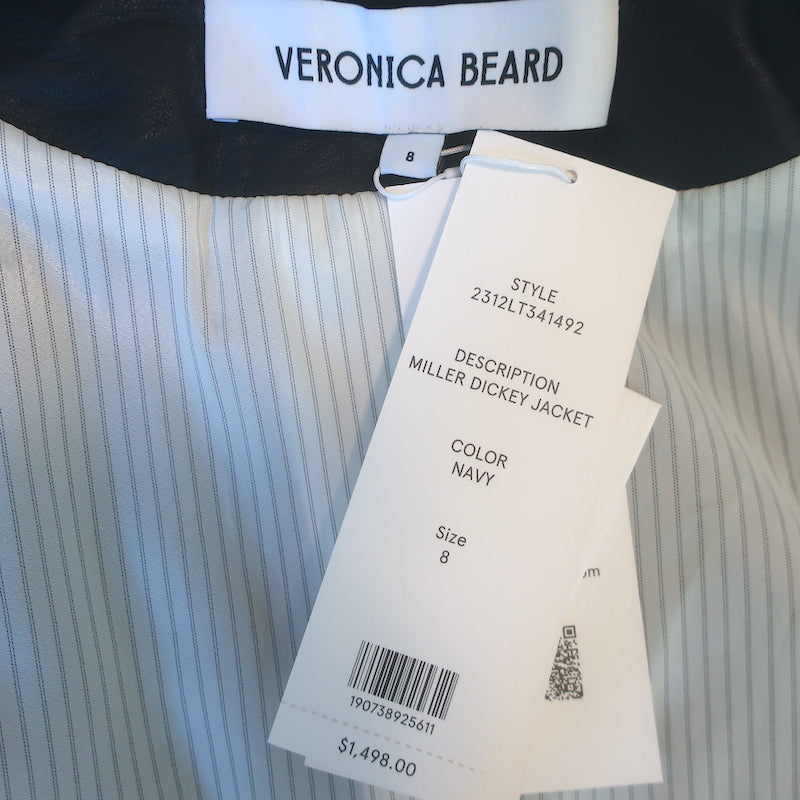 VERONICA BEARD
8
STYLE
2312LT341492
DESCRIPTION
MILLER DICKEY JACKET
COLOR
NAVY
Size
8
190738925611
$1,498.00